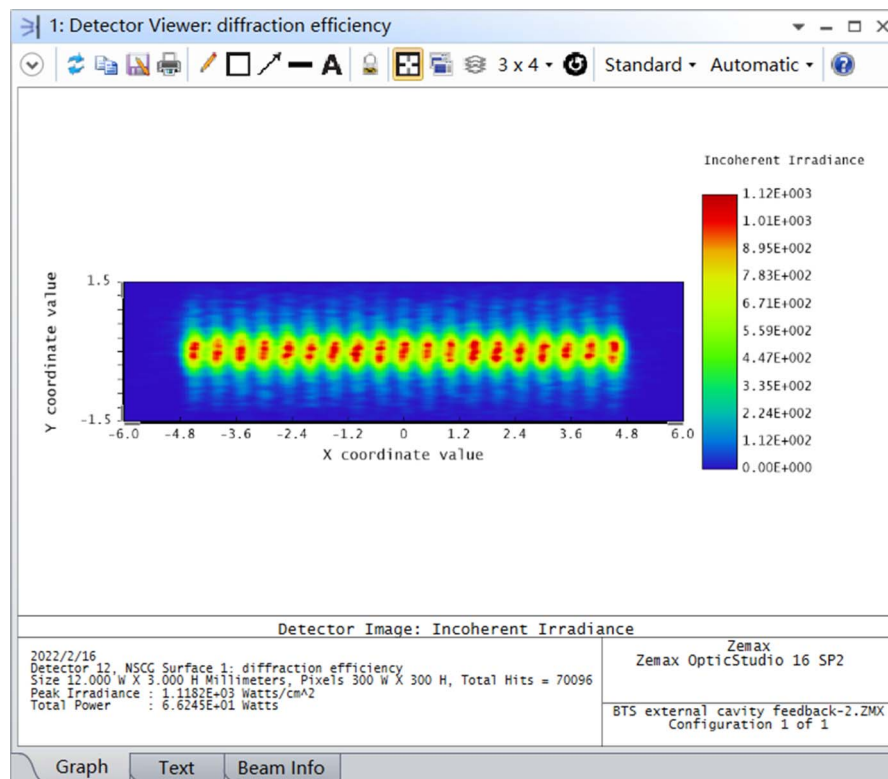 1: Detector Viewer: diffraction efficiency
A 3 x 4 Standard Automatic ?
Incoherent Irradiance
1.12E+003
1.01E+003
8.95E+002
7.83E+002
6.71E+002
5.59E+002
4.47E+002
3.35E+002
2.24E+002
1.12E+002
0.00E+000
Y coordinate value
1.5
-1.5
-6.0 -4.8 -3.6 -2.4 -1.2 0 1.2 2.4 3.6 4.8 6.0
X coordinate value
Detector Image: Incoherent Irradiance
2022/2/16
Detector 12, NSCG Surface 1: diffraction efficiency
Size 12.000 W X 3.000 H Millimeters, Pixels 300 W X 300 H, Total Hits = 70096
Peak Irradiance : 1.1182E+03 Watts/cm^2
Total Power : 6.6245E+01 Watts
Zemax
Zemax OpticStudio 16 SP2
BTS external cavity feedback-2.ZMX
Configuration 1 of 1
Graph Text Beam Info